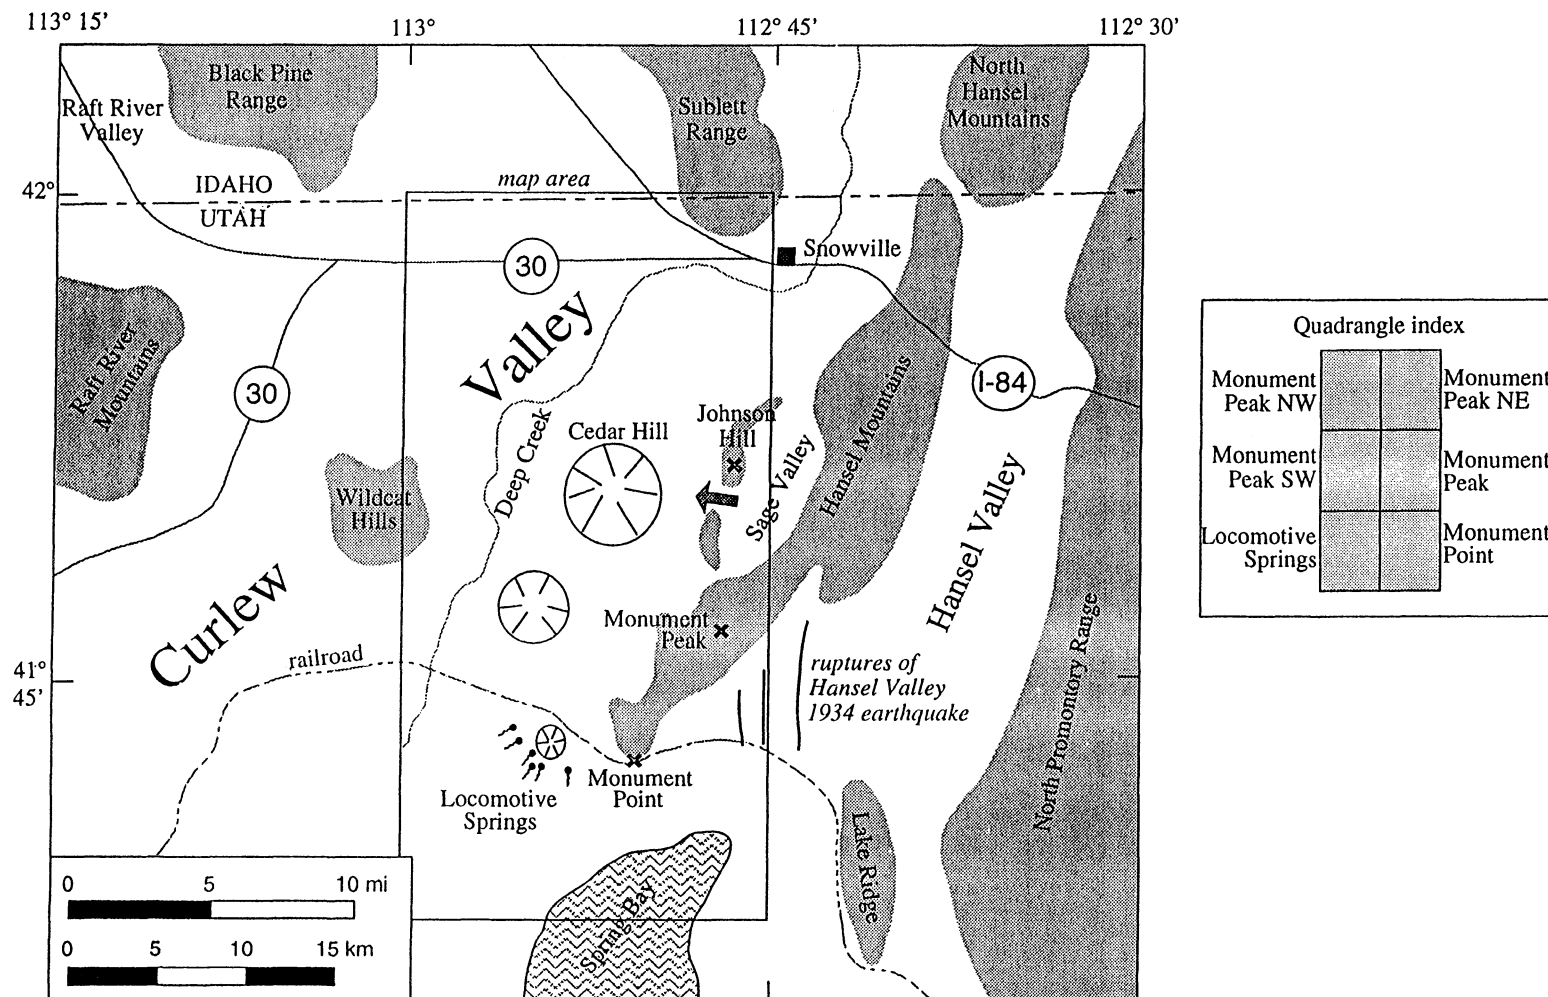 113° 15'
113°
112° 45'
112° 30'
Black Pine
Range
Raft River
Valley
Sublett
Range
North
Hansel
Mountains
42°
IDAHO
UTAH
map area
30
Snowville
Valley
Raft River
Mountains
30
I-84
Quadrangle index
Monument
Peak NW
Monument
Peak NE
Monument
Peak SW
Monument
Peak
Locomotive
Springs
Monument
Point
Deep Creek
Cedar Hill
Johnson
Hill
Sage Valley
Hansel Mountains
Hansel Valley
Wildcat
Hills
Curlew
Monument
Peak
railroad
41°
45'
ruptures of
Hansel Valley
1934 earthquake
North Promontory Range
Locomotive
Springs
Monument
Point
Lake Ridge
Spring Bay
0 5 10 mi
0 5 10 15 km